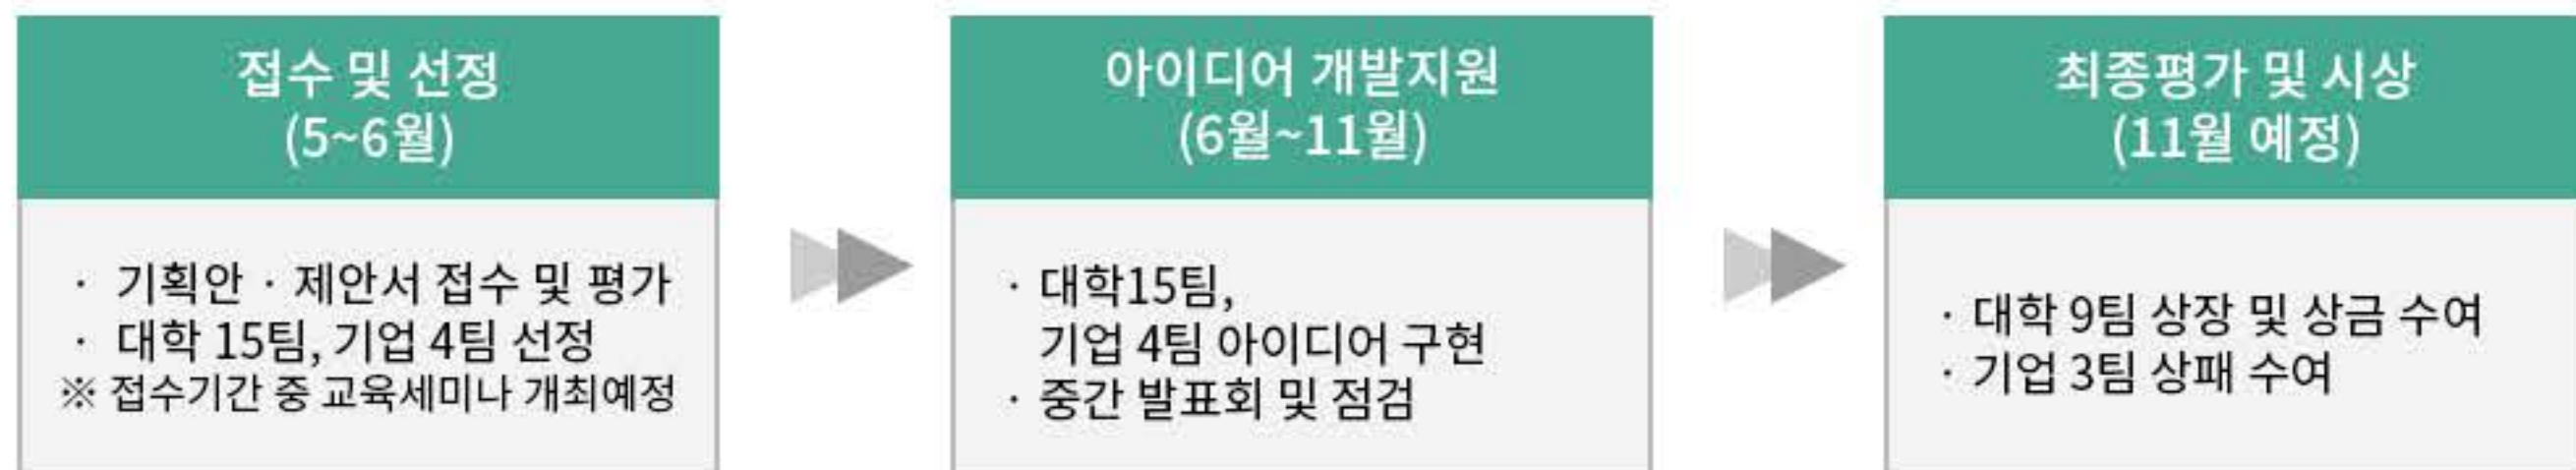 접수 및 선정
(5~6월)
· 기획안 · 제안서 접수 및 평가
· 대학 15팀, 기업 4팀 선정
※ 접수기간 중 교육세미나 개최예정
아이디어 개발지원
(6월~11월)
· 대학15팀,
기업 4팀 아이디어 구현
· 중간 발표회 및 점검
최종평가 및 시상
(11월 예정)
· 대학 9팀 상장 및 상금 수여
· 기업 3팀 상패 수여